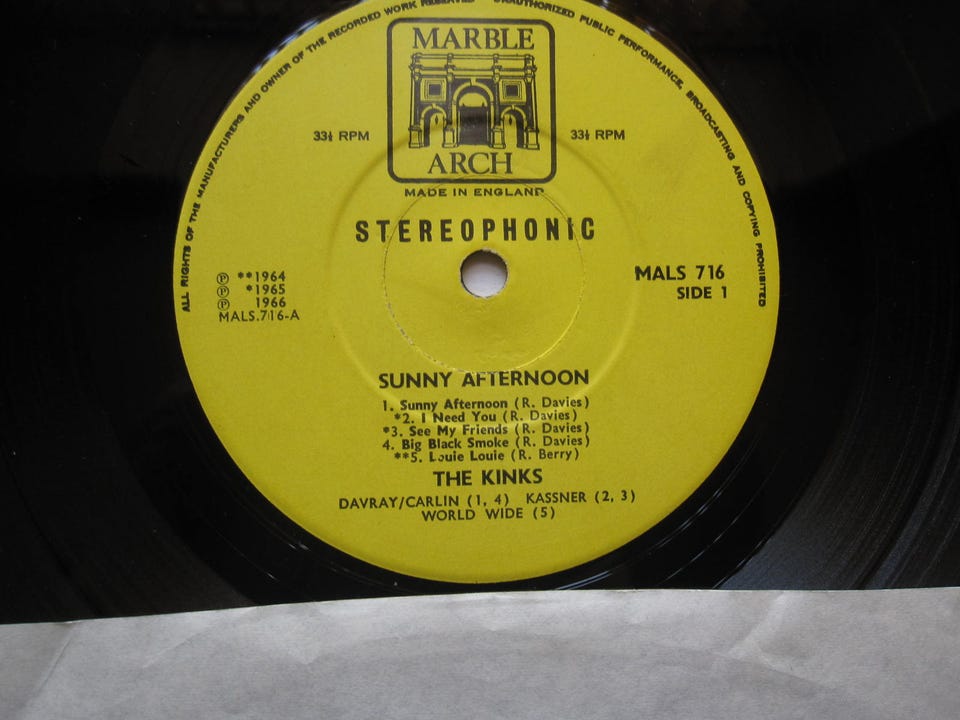 ALL RIGHTS OF THE MANUFACTURERS AND OWNER OF THE RECORDED WORK RESERVED UNAUTHORIZED PUBLIC PERFORMANCE, BROADCASTING AND COPYING PROHIBITED
MARBLE
ARCH
33⅓ RPM
33⅓ RPM
MADE IN ENGLAND
STEREOPHONIC
℗ **1964
℗ *1965
℗ 1966
MALS.716-A
MALS 716
SIDE 1
SUNNY AFTERNOON
1. Sunny Afternoon (R. Davies)
*2. I Need You (R. Davies)
*3. See My Friends (R. Davies)
4. Big Black Smoke (R. Davies)
**5. Louie Louie (R. Berry)
THE KINKS
DAVRAY/CARLIN (1, 4) KASSNER (2, 3)
WORLD WIDE (5)